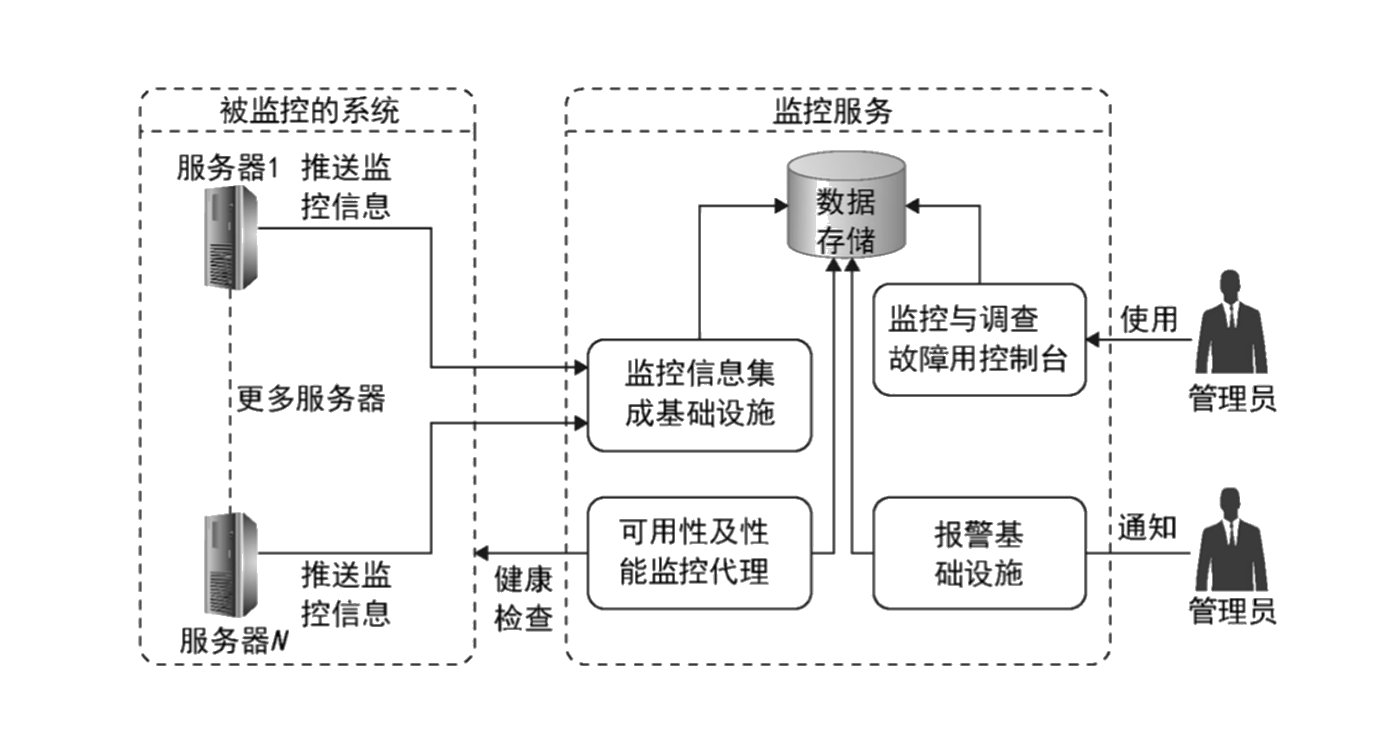 被监控的系统
服务器1
推送监
控信息
更多服务器
推送监
控信息
服务器N
健康
检查
监控服务
数据
存储
监控信息集
成基础设施
监控与调查
故障用控制台
可用性及性
能监控代理
报警基
础设施
使用
管理员
通知
管理员